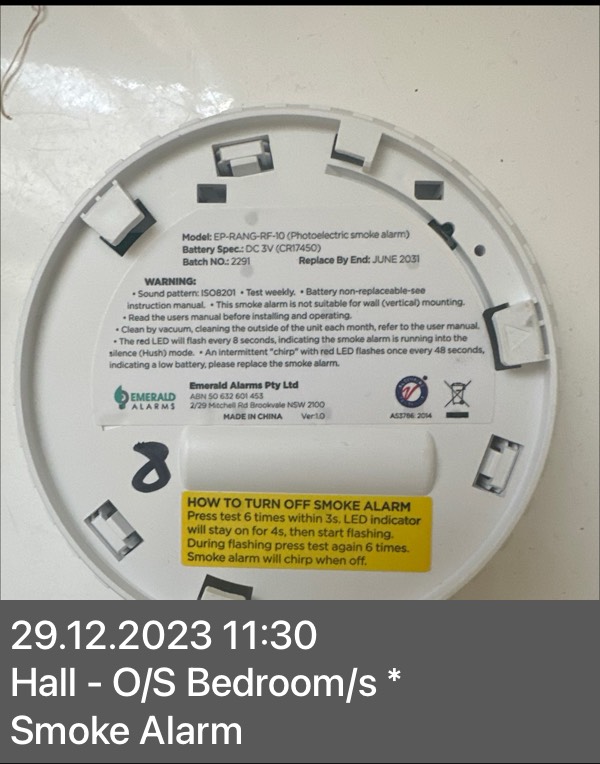 Model: EP-RANG-RF-10 (Photoelectric smoke alarm)
Battery Spec.: DC 3V (CR17450)
Batch NO.: 2291 Replace By End: JUNE 2031
WARNING:
• Sound pattern: ISO8201 • Test weekly. • Battery non-replaceable-see
instruction manual. • This smoke alarm is not suitable for wall (vertical) mounting.
• Read the users manual before installing and operating.
• Clean by vacuum, cleaning the outside of the unit each month, refer to the user manual.
• The red LED will flash every 8 seconds, indicating the smoke alarm is running into the
silence (Hush) mode. • An intermittent "chirp" with red LED flashes once every 48 seconds,
indicating a low battery, please replace the smoke alarm.
EMERALD
ALARMS
Emerald Alarms Pty Ltd
ABN 50 632 601 453
2/29 Mitchell Rd Brookvale NSW 2100
MADE IN CHINA Ver:1.0
AS3786: 2014
8
HOW TO TURN OFF SMOKE ALARM
Press test 6 times within 3s. LED indicator
will stay on for 4s, then start flashing.
During flashing press test again 6 times.
Smoke alarm will chirp when off.
29.12.2023 11:30
Hall - O/S Bedroom/s *
Smoke Alarm